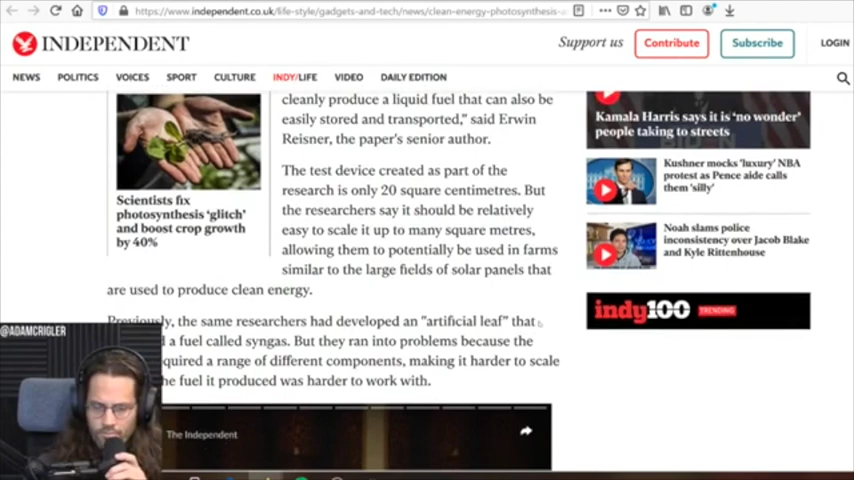 https://www.independent.co.uk/life-style/gadgets-and-tech/news/clean-energy-photosynthesis-
INDEPENDENT
Support us
Contribute
Subscribe
LOGIN
NEWS
POLITICS
VOICES
SPORT
CULTURE
INDY/LIFE
VIDEO
DAILY EDITION
Scientists fix
photosynthesis 'glitch'
and boost crop growth
by 40%
cleanly produce a liquid fuel that can also be
easily stored and transported," said Erwin
Reisner, the paper's senior author.
The test device created as part of the
research is only 20 square centimetres. But
the researchers say it should be relatively
easy to scale it up to many square metres,
allowing them to potentially be used in farms
similar to the large fields of solar panels that
are used to produce clean energy.
Previously, the same researchers had developed an "artificial leaf" that
a fuel called syngas. But they ran into problems because the
quired a range of different components, making it harder to scale
he fuel it produced was harder to work with.
The Independent
Kamala Harris says it is 'no wonder'
people taking to streets
Kushner mocks 'luxury' NBA
protest as Pence aide calls
them 'silly'
Noah slams police
inconsistency over Jacob Blake
and Kyle Rittenhouse
indy100 TRENDING
@ADAMCRIGLER